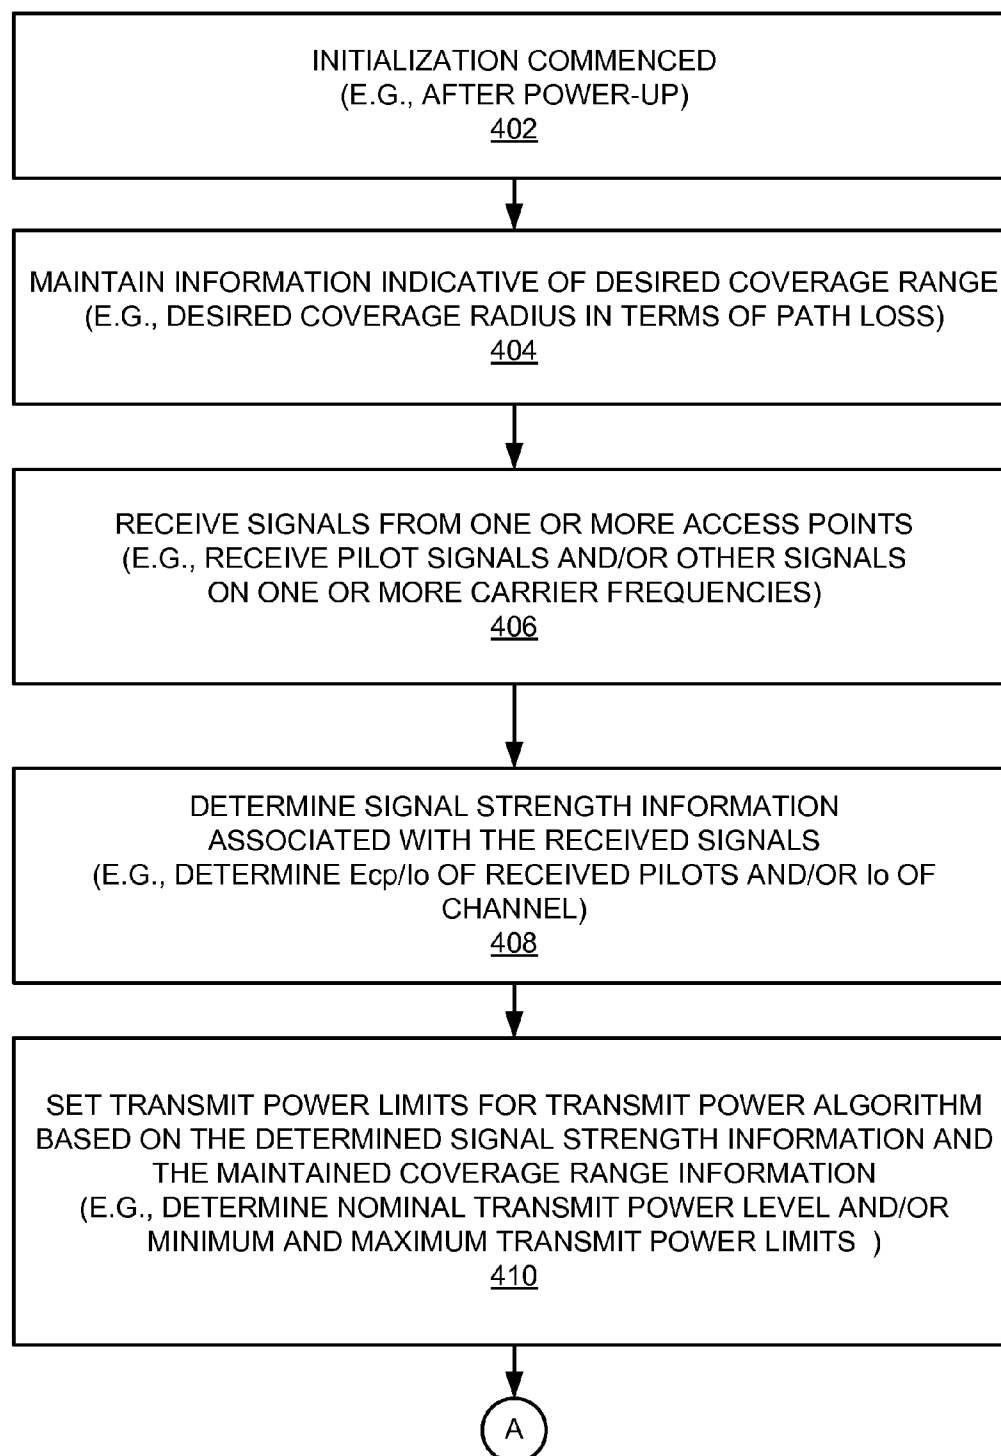 INITIALIZATION COMMENCED
(E.G., AFTER POWER-UP)
402
MAINTAIN INFORMATION INDICATIVE OF DESIRED COVERAGE RANGE
(E.G., DESIRED COVERAGE RADIUS IN TERMS OF PATH LOSS)
404
RECEIVE SIGNALS FROM ONE OR MORE ACCESS POINTS
(E.G., RECEIVE PILOT SIGNALS AND/OR OTHER SIGNALS
ON ONE OR MORE CARRIER FREQUENCIES)
406
DETERMINE SIGNAL STRENGTH INFORMATION
ASSOCIATED WITH THE RECEIVED SIGNALS
(E.G., DETERMINE Ecp/Io OF RECEIVED PILOTS AND/OR Io OF
CHANNEL)
408
SET TRANSMIT POWER LIMITS FOR TRANSMIT POWER ALGORITHM
BASED ON THE DETERMINED SIGNAL STRENGTH INFORMATION AND
THE MAINTAINED COVERAGE RANGE INFORMATION
(E.G., DETERMINE NOMINAL TRANSMIT POWER LEVEL AND/OR
MINIMUM AND MAXIMUM TRANSMIT POWER LIMITS )
410
A